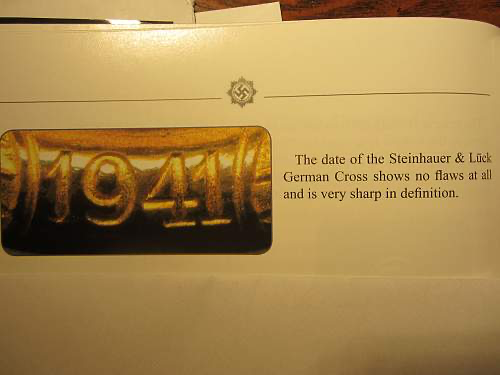 1941
The date of the Steinhauer & Lück
German Cross shows no flaws at all
and is very sharp in definition.